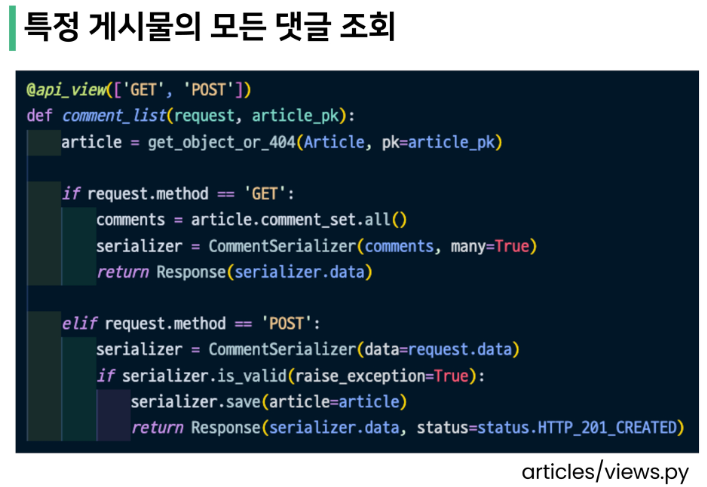 특정 게시물의 모든 댓글 조회
@api_view(['GET', 'POST'])
def comment_list(request, article_pk):
    article = get_object_or_404(Article, pk=article_pk)

    if request.method == 'GET':
        comments = article.comment_set.all()
        serializer = CommentSerializer(comments, many=True)
        return Response(serializer.data)

    elif request.method == 'POST':
        serializer = CommentSerializer(data=request.data)
        if serializer.is_valid(raise_exception=True):
            serializer.save(article=article)
            return Response(serializer.data, status=status.HTTP_201_CREATED)
articles/views.py